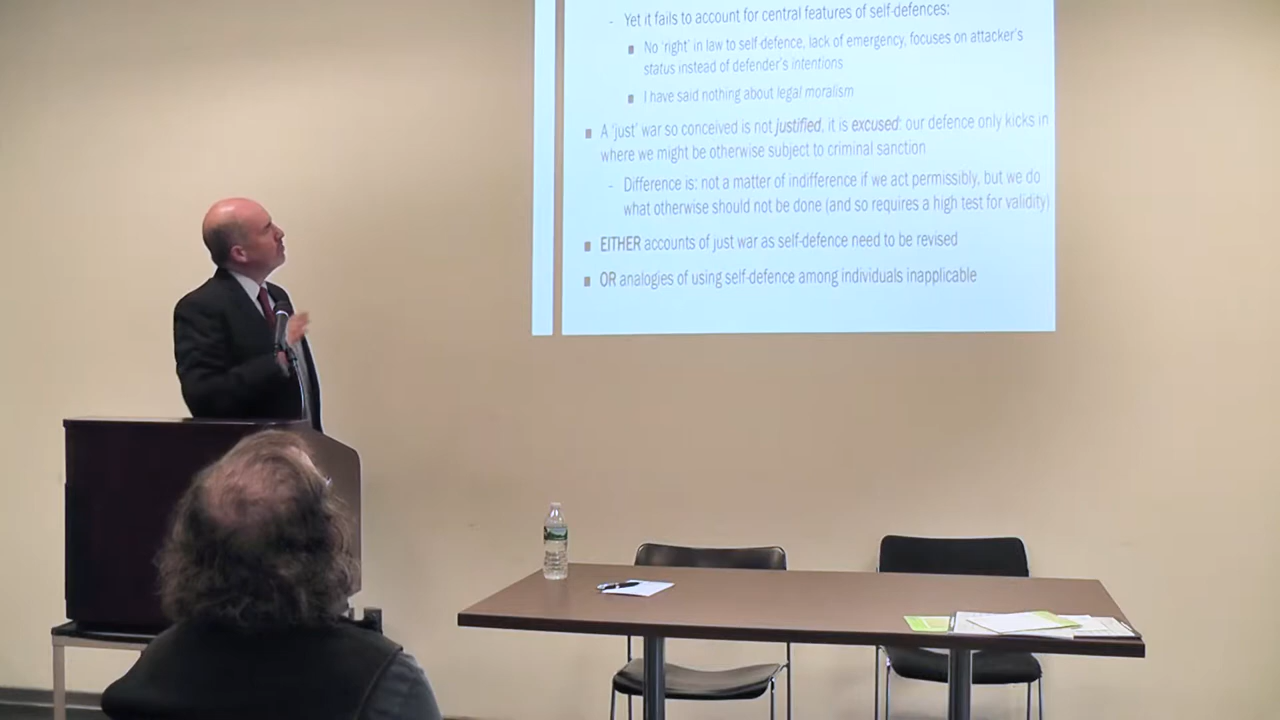 - Yet it fails to account for central features of self-defences:
No 'right' in law to self defence, lack of emergency, focuses on attacker's
status instead of defender's intentions
I have said nothing about legal moralism
A 'just' war so conceived is not justified, it is excused: our defence only kicks in
where we might be otherwise subject to criminal sanction
- Difference is: not a matter of indifference if we act permissibly, but we do
what otherwise should not be done (and so requires a high test for validity)
EITHER accounts of just war as self-defence need to be revised
OR analogies of using self-defence among individuals inapplicable